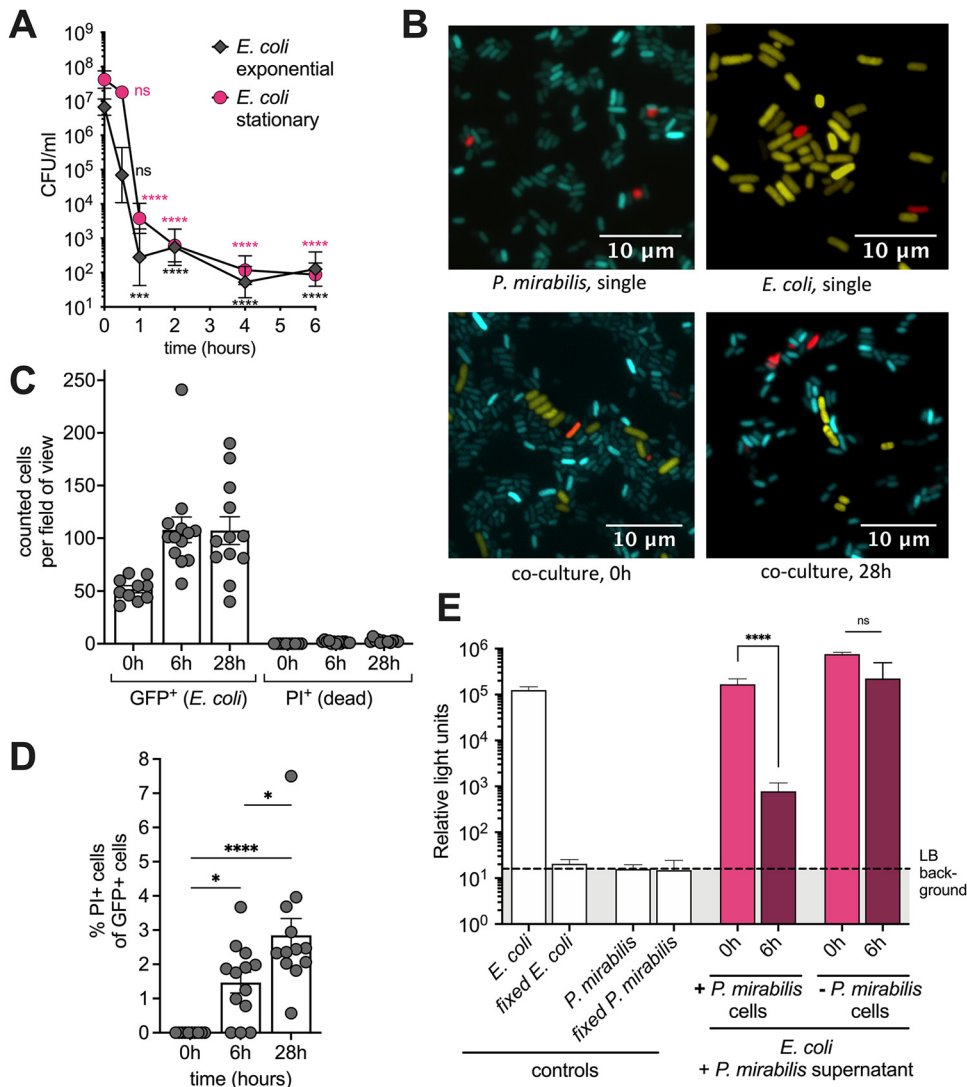 A
CFU/ml
10^9
10^8
10^7
10^6
10^5
10^4
10^3
10^2
10^1
E. coli
exponential
E. coli
stationary
ns
ns
****
****
****
****
***
****
****
****
0 1 2 3 4 5 6
time (hours)
B
10 μm
10 μm
P. mirabilis, single
E. coli, single
10 μm
10 μm
co-culture, 0h
co-culture, 28h
C
counted cells
per field of view
250
200
150
100
50
0
0h 6h 28h 0h 6h 28h
GFP+ (E. coli) PI+ (dead)
D
% PI+ cells
of GFP+ cells
8
7
6
5
4
3
2
1
0
*
****
*
0h 6h 28h
time (hours)
E
Relative light units
10^6
10^5
10^4
10^3
10^2
10^1
10^0
****
ns
LB
back-
ground
E. coli
fixed E. coli
P. mirabilis
fixed P. mirabilis
0h 6h 0h 6h
+ P. mirabilis
cells
- P. mirabilis
cells
controls
E. coli
+ P. mirabilis supernatant